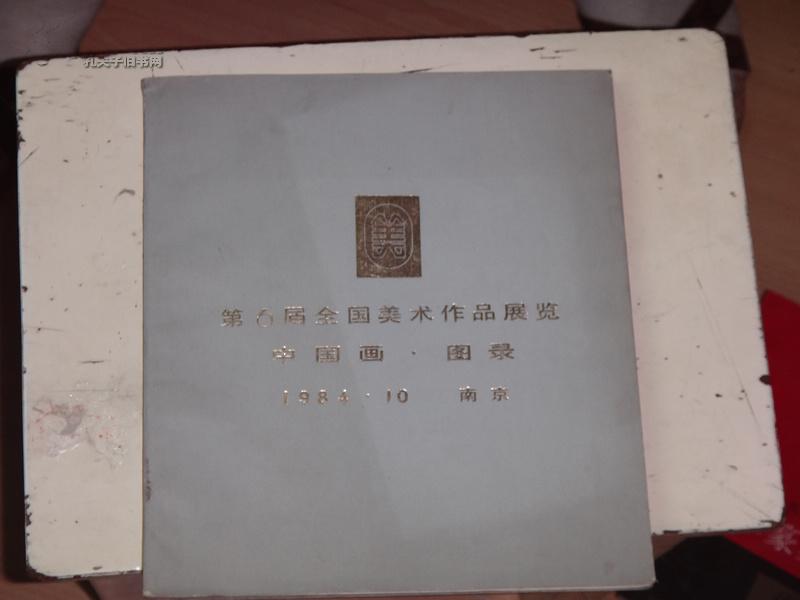 孔夫子旧书网
美
第6届全国美术作品展览
中国画·图录
1984·10 南京